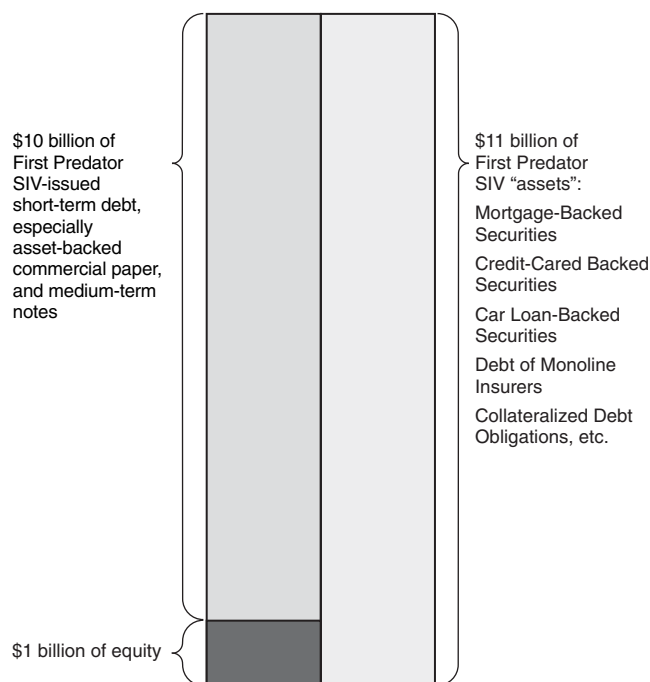 $10 billion of
First Predator
SIV-issued
short-term debt,
especially
asset-backed
commercial paper,
and medium-term
notes
$1 billion of equity
$11 billion of
First Predator
SIV “assets”:
Mortgage-Backed
Securities
Credit-Cared Backed
Securities
Car Loan-Backed
Securities
Debt of Monoline
Insurers
Collateralized Debt
Obligations, etc.